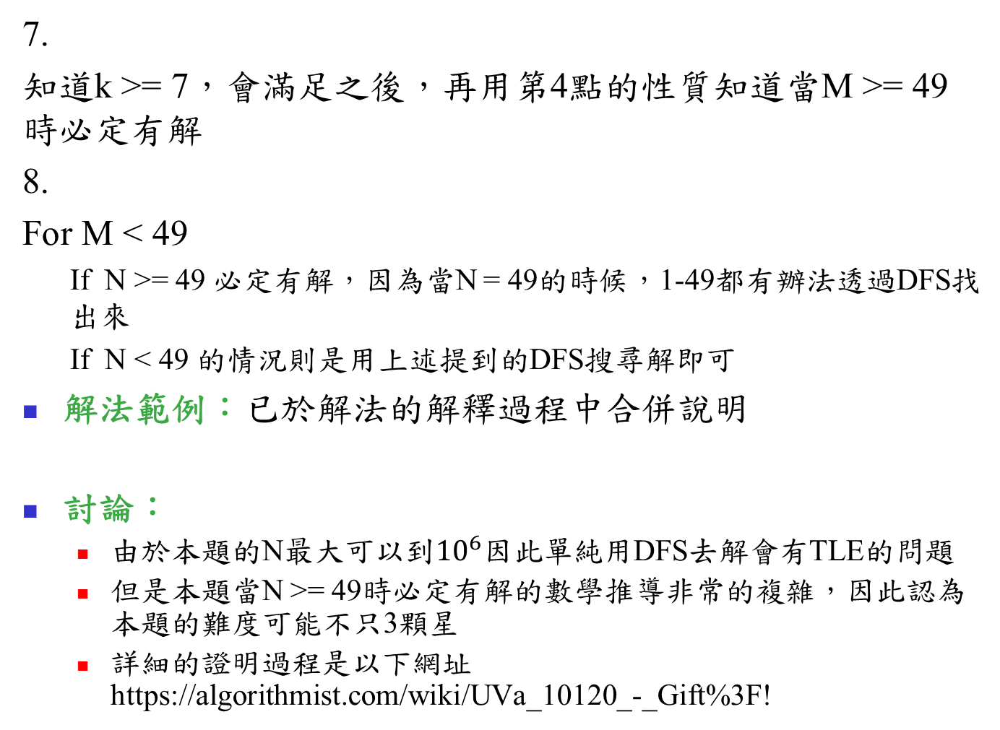 7.
知道k >= 7，會滿足之後，再用第4點的性質知道當M >= 49
時必定有解
8.
For M < 49
If N >= 49 必定有解，因為當N = 49的時候，1-49都有辦法透過DFS找
出來
If N < 49 的情況則是用上述提到的DFS搜尋解即可
解法範例：已於解法的解釋過程中合併說明
討論：
由於本題的N最大可以到10⁶因此單純用DFS去解會有TLE的問題
但是本題當N >= 49時必定有解的數學推導非常的複雜，因此認為
本題的難度可能不只3顆星
詳細的證明過程是以下網址
https://algorithmist.com/wiki/UVa_10120_-_Gift%3F!